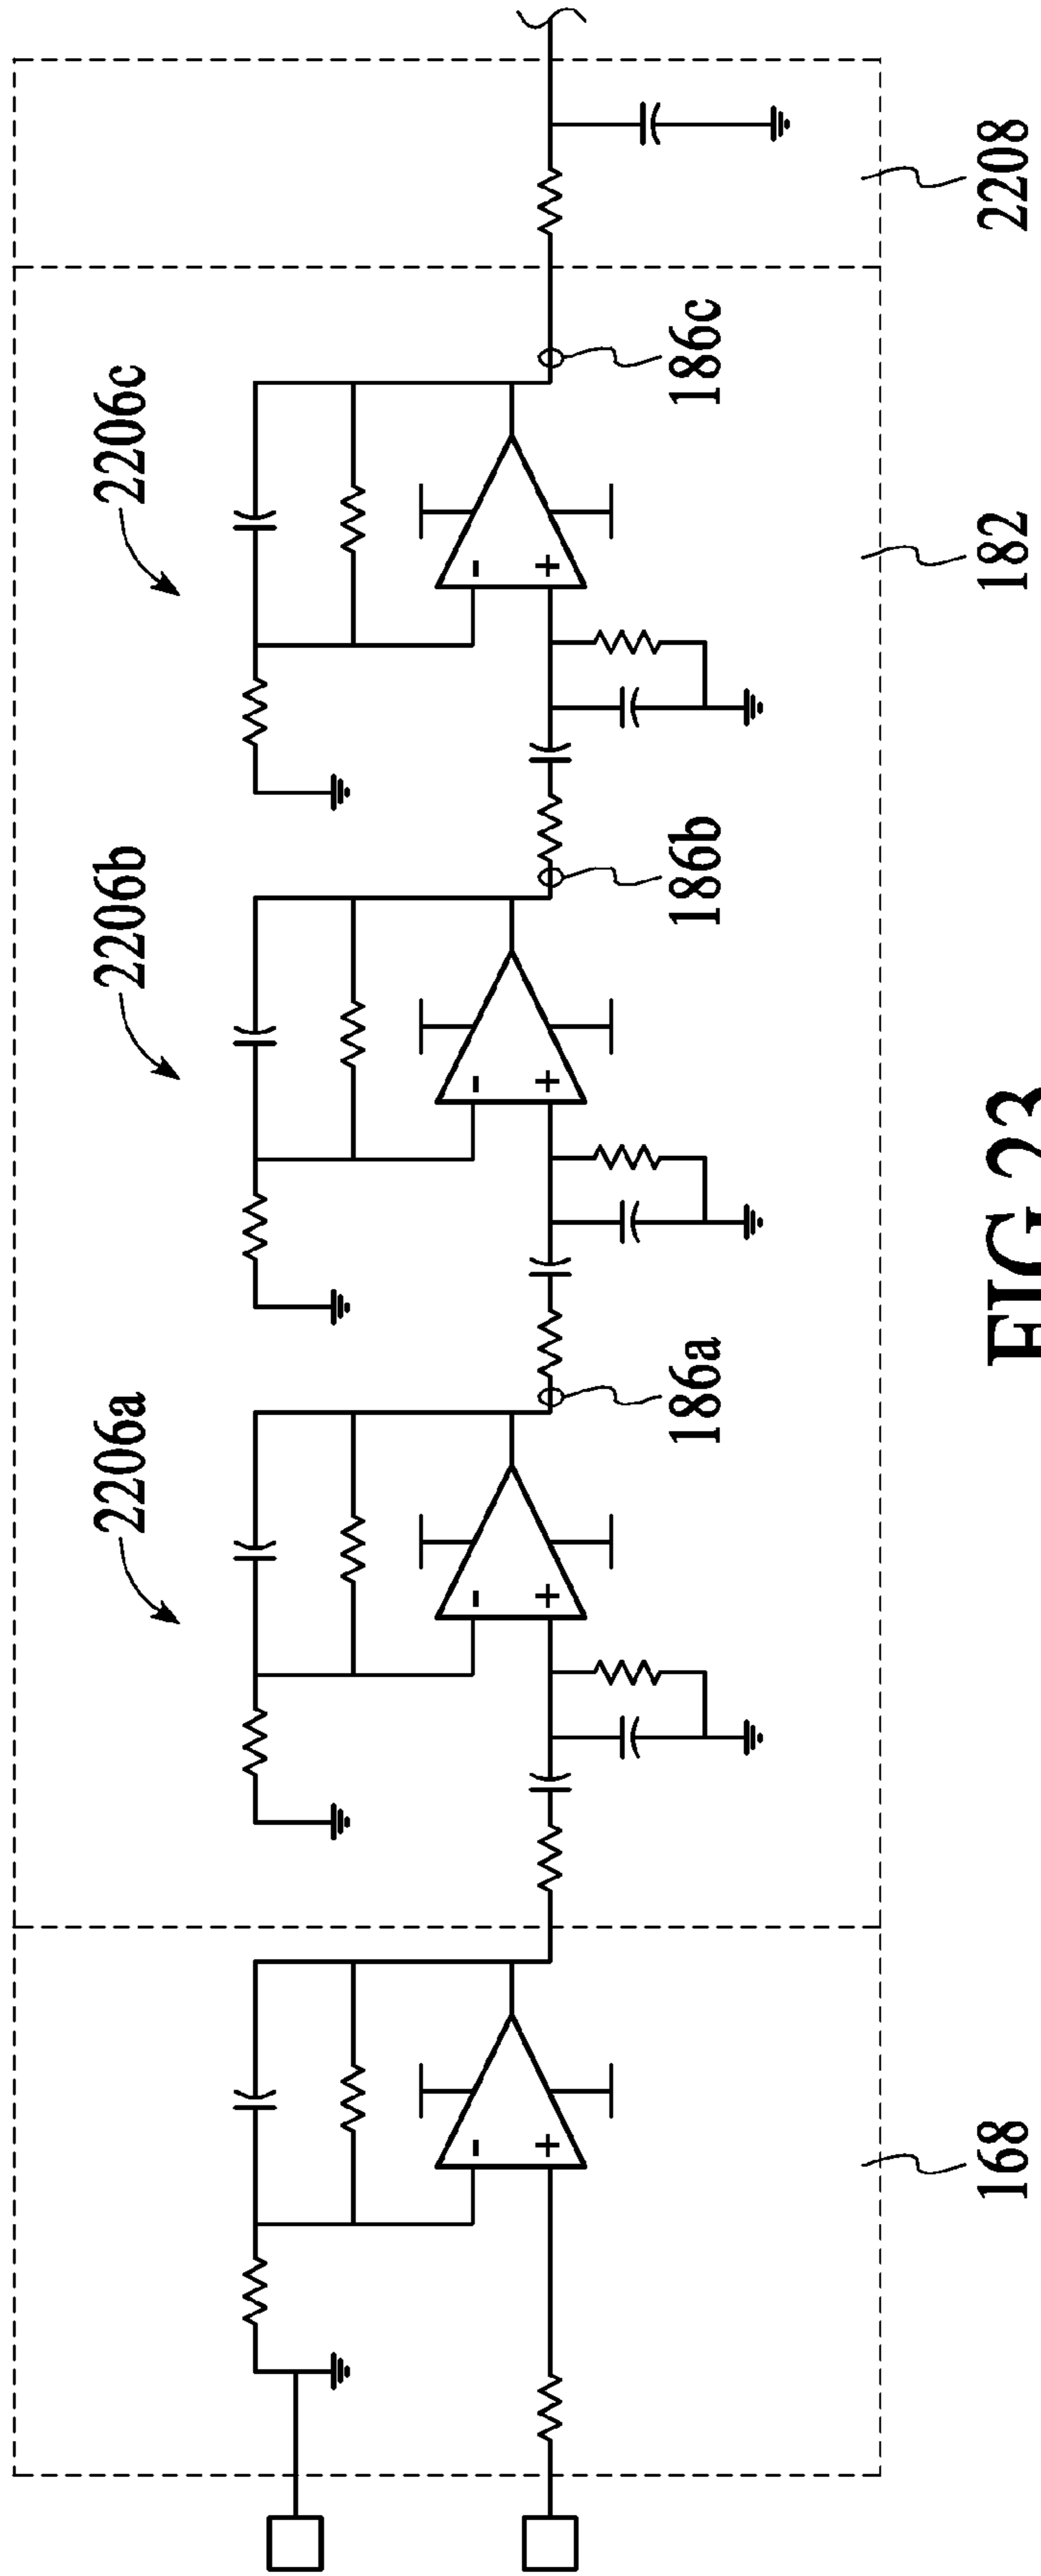 2206a
2206b
2206c
-
+
-
+
-
+
-
+
186a
186b
186c
168
182
2208
FIG 23